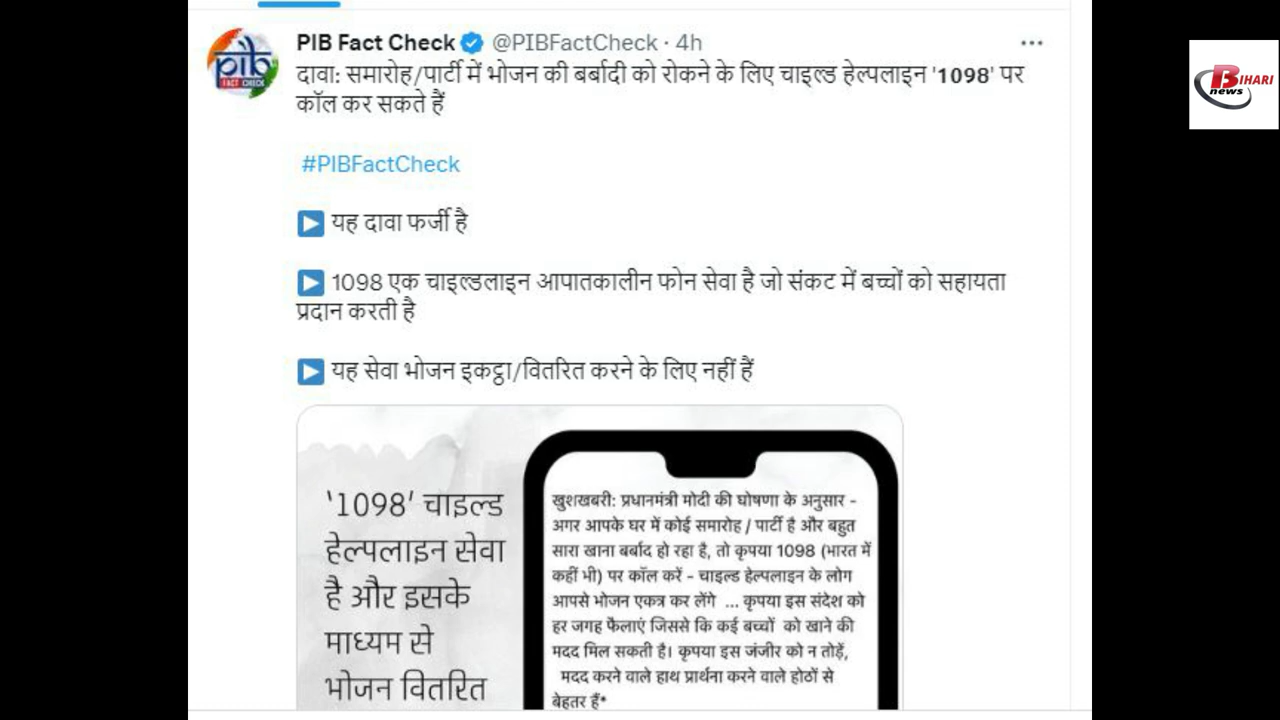 PIB Fact Check @PIBFactCheck · 4h
pib
FACT CHECK
BIHARI
news
दावा: समारोह/पार्टी में भोजन की बर्बादी को रोकने के लिए चाइल्ड हेल्पलाइन '1098' पर
कॉल कर सकते हैं
#PIBFactCheck
यह दावा फर्जी है
1098 एक चाइल्डलाइन आपातकालीन फोन सेवा है जो संकट में बच्चों को सहायता
प्रदान करती है
यह सेवा भोजन इकट्ठा/वितरित करने के लिए नहीं हैं
'1098' चाइल्ड
हेल्पलाइन सेवा
है और इसके
माध्यम से
भोजन वितरित
खुशखबरी: प्रधानमंत्री मोदी की घोषणा के अनुसार -
अगर आपके घर में कोई समारोह / पार्टी है और बहुत
सारा खाना बर्बाद हो रहा है, तो कृपया 1098 (भारत में
कहीं भी) पर कॉल करें - चाइल्ड हेल्पलाइन के लोग
आपसे भोजन एकत्र कर लेंगे ... कृपया इस संदेश को
हर जगह फैलाएं जिससे कि कई बच्चों को खाने की
मदद मिल सकती है। कृपया इस जंजीर को न तोड़ें,
मदद करने वाले हाथ प्रार्थना करने वाले होठों से
बेहतर हैं*